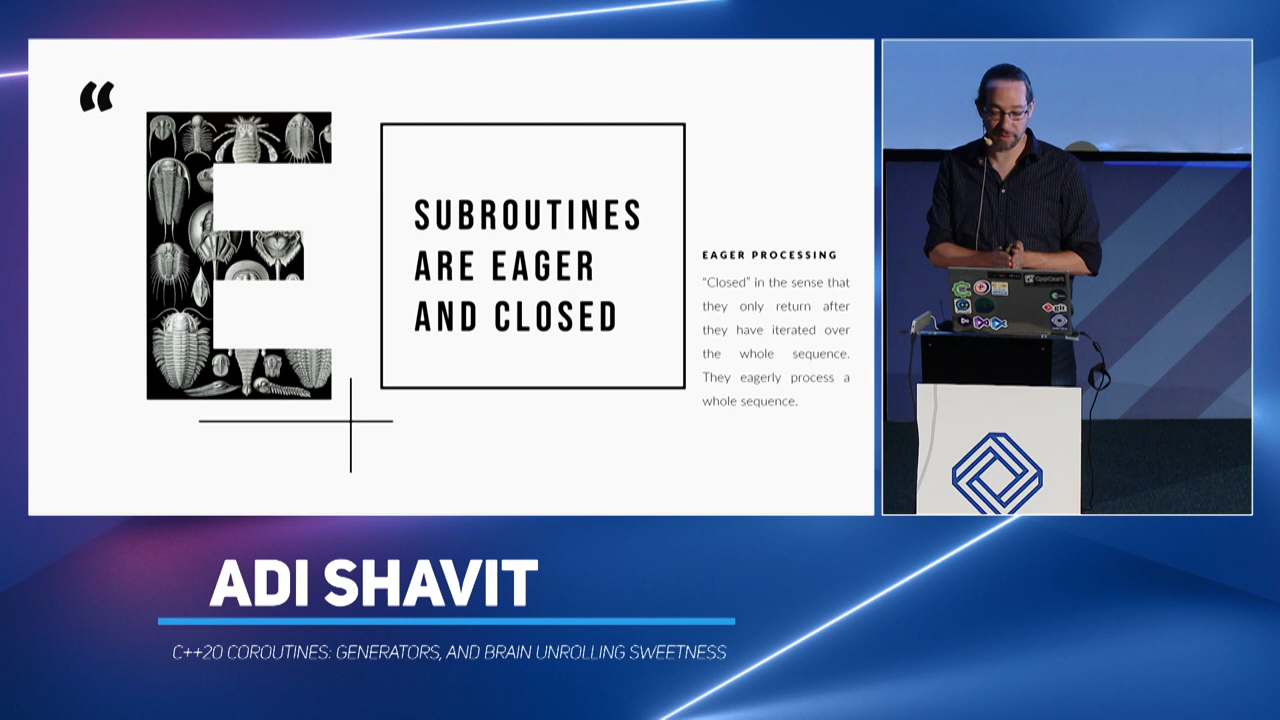 “
E
SUBROUTINES
ARE EAGER
AND CLOSED
EAGER PROCESSING
“Closed” in the sense that
they only return after
they have iterated over
the whole sequence.
They eagerly process a
whole sequence.
git
ADI SHAVIT
C++20 COROUTINES: GENERATORS, AND BRAIN UNROLLING SWEETNESS